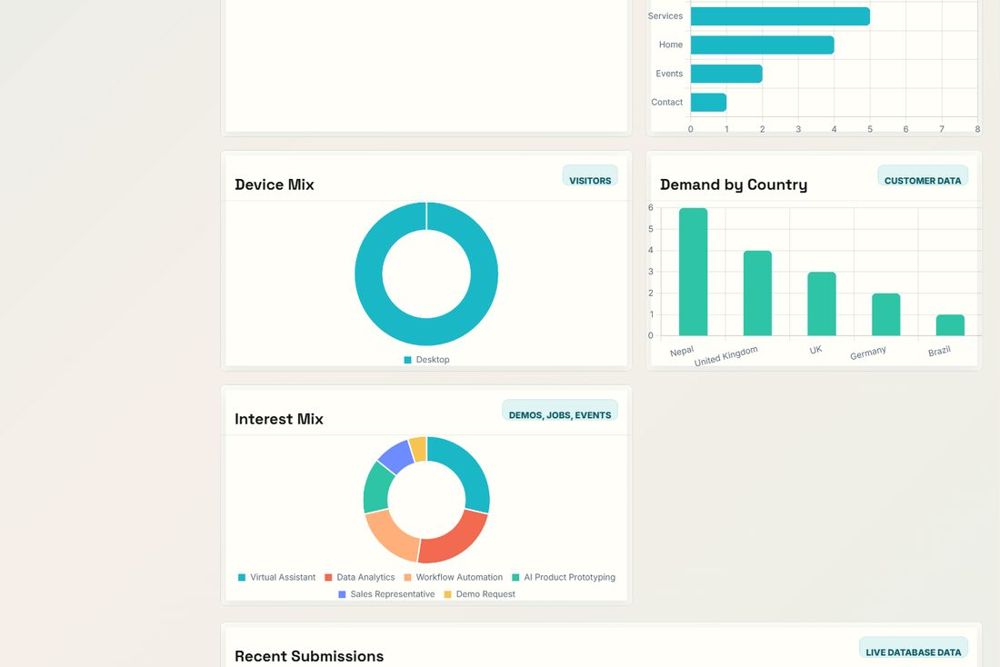 Services
Home
Events
Contact
0 1 2 3 4 5 6 7 8
Device Mix
VISITORS
Desktop
Demand by Country
CUSTOMER DATA
6
5
4
3
2
1
0
Nepal
United Kingdom
UK
Germany
Brazil
Interest Mix
DEMOS, JOBS, EVENTS
Virtual Assistant Data Analytics Workflow Automation AI Product Prototyping
Sales Representative Demo Request
Recent Submissions
LIVE DATABASE DATA